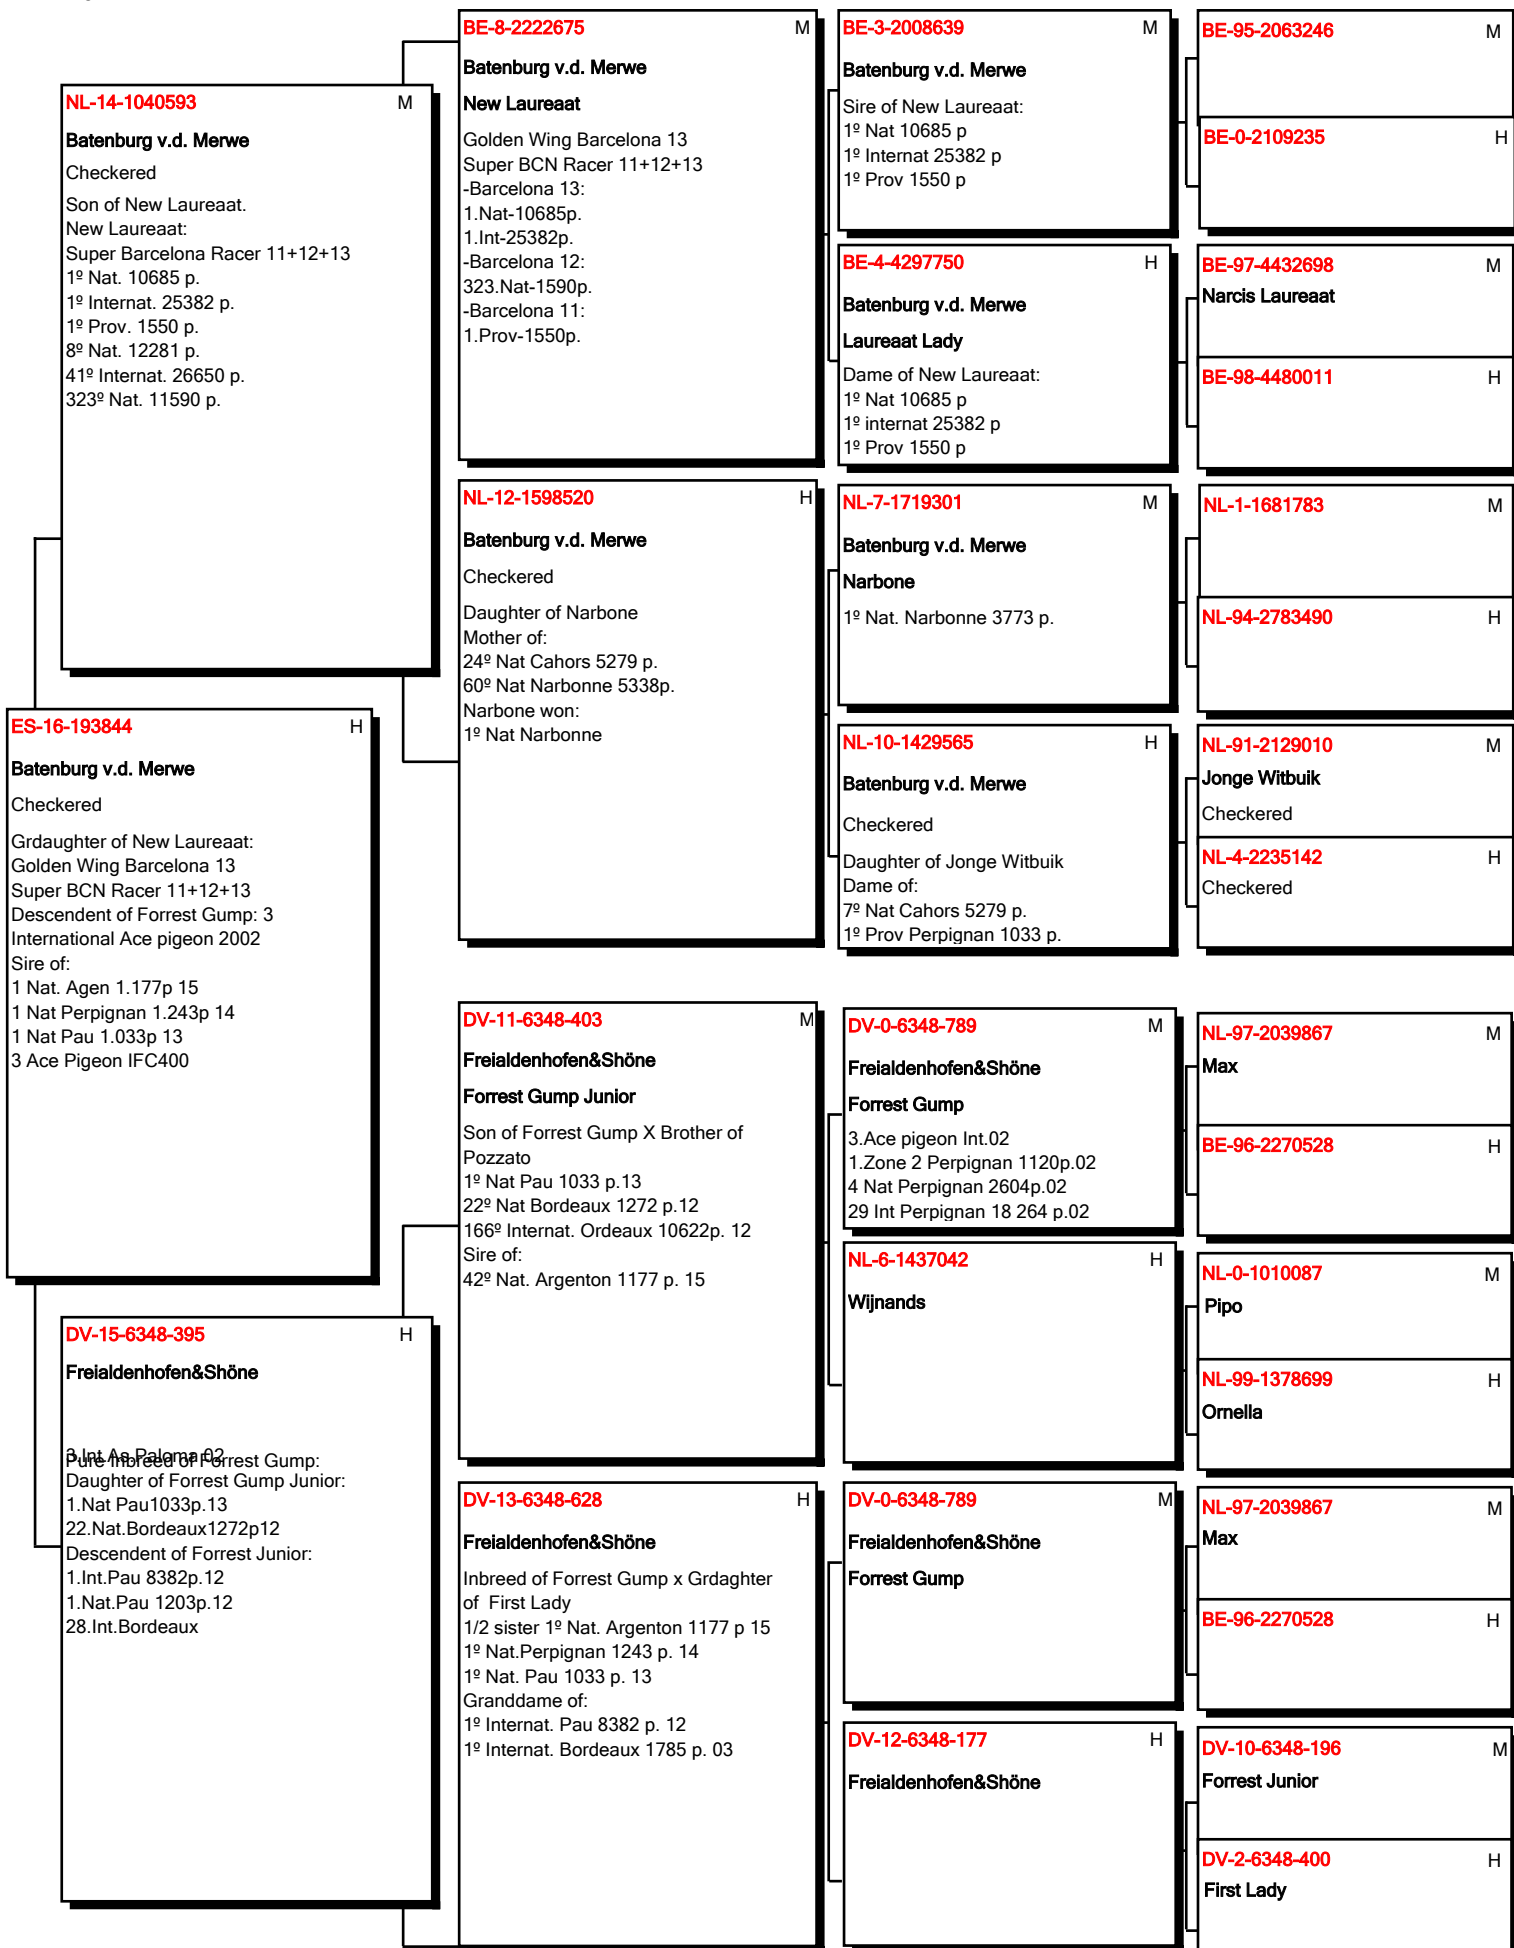 NL-14-1040593 M
Batenburg v.d. Merwe
Checkered
Son of New Laureaat.
New Laureaat:
Super Barcelona Racer 11+12+13
1º Nat. 10685 p.
1º Internat. 25382 p.
1º Prov. 1550 p.
8º Nat. 12281 p.
41º Internat. 26650 p.
323º Nat. 11590 p.
ES-16-193844 H
Batenburg v.d. Merwe
Checkered
Grdaughter of New Laureaat:
Golden Wing Barcelona 13
Super BCN Racer 11+12+13
Descendent of Forrest Gump: 3
International Ace pigeon 2002
Sire of:
1 Nat. Agen 1.177p 15
1 Nat Perpignan 1.243p 14
1 Nat Pau 1.033p 13
3 Ace Pigeon IFC400
DV-15-6348-395 H
Freialdenhofen&Shöne
3.Int As Paloma 02
Pure Inbreed of Forrest Gump:
Daughter of Forrest Gump Junior:
1.Nat Pau1033p.13
22.Nat.Bordeaux1272p12
Descendent of Forrest Junior:
1.Int.Pau 8382p.12
1.Nat.Pau 1203p.12
28.Int.Bordeaux
BE-8-2222675 M
Batenburg v.d. Merwe
New Laureaat
Golden Wing Barcelona 13
Super BCN Racer 11+12+13
-Barcelona 13:
1.Nat-10685p.
1.Int-25382p.
-Barcelona 12:
323.Nat-1590p.
-Barcelona 11:
1.Prov-1550p.
NL-12-1598520 H
Batenburg v.d. Merwe
Checkered
Daughter of Narbone
Mother of:
24º Nat Cahors 5279 p.
60º Nat Narbonne 5338p.
Narbone won:
1º Nat Narbonne
DV-11-6348-403 M
Freialdenhofen&Shöne
Forrest Gump Junior
Son of Forrest Gump X Brother of
Pozzato
1º Nat Pau 1033 p.13
22º Nat Bordeaux 1272 p.12
166º Internat. Ordeaux 10622p. 12
Sire of:
42º Nat. Argenton 1177 p. 15
DV-13-6348-628 H
Freialdenhofen&Shöne
Inbreed of Forrest Gump x Grdaghter
of First Lady
1/2 sister 1º Nat. Argenton 1177 p 15
1º Nat.Perpignan 1243 p. 14
1º Nat. Pau 1033 p. 13
Granddame of:
1º Internat. Pau 8382 p. 12
1º Internat. Bordeaux 1785 p. 03
BE-3-2008639 M
Batenburg v.d. Merwe
Sire of New Laureaat:
1º Nat 10685 p
1º Internat 25382 p
1º Prov 1550 p
BE-4-4297750 H
Batenburg v.d. Merwe
Laureaat Lady
Dame of New Laureaat:
1º Nat 10685 p
1º internat 25382 p
1º Prov 1550 p
NL-7-1719301 M
Batenburg v.d. Merwe
Narbone
1º Nat. Narbonne 3773 p.
NL-10-1429565 H
Batenburg v.d. Merwe
Checkered
Daughter of Jonge Witbuik
Dame of:
7º Nat Cahors 5279 p.
1º Prov Perpignan 1033 p.
DV-0-6348-789 M
Freialdenhofen&Shöne
Forrest Gump
3.Ace pigeon Int.02
1.Zone 2 Perpignan 1120p.02
4 Nat Perpignan 2604p.02
29 Int Perpignan 18 264 p.02
NL-6-1437042 H
Wijnands
DV-0-6348-789 M
Freialdenhofen&Shöne
Forrest Gump
DV-12-6348-177 H
Freialdenhofen&Shöne
BE-95-2063246 M
BE-0-2109235 H
BE-97-4432698 M
Narcis Laureaat
BE-98-4480011 H
NL-1-1681783 M
NL-94-2783490 H
NL-91-2129010 M
Jonge Witbuik
Checkered
NL-4-2235142 H
Checkered
NL-97-2039867 M
Max
BE-96-2270528 H
NL-0-1010087 M
Pipo
NL-99-1378699 H
Ornella
NL-97-2039867 M
Max
BE-96-2270528 H
DV-10-6348-196 M
Forrest Junior
DV-2-6348-400 H
First Lady